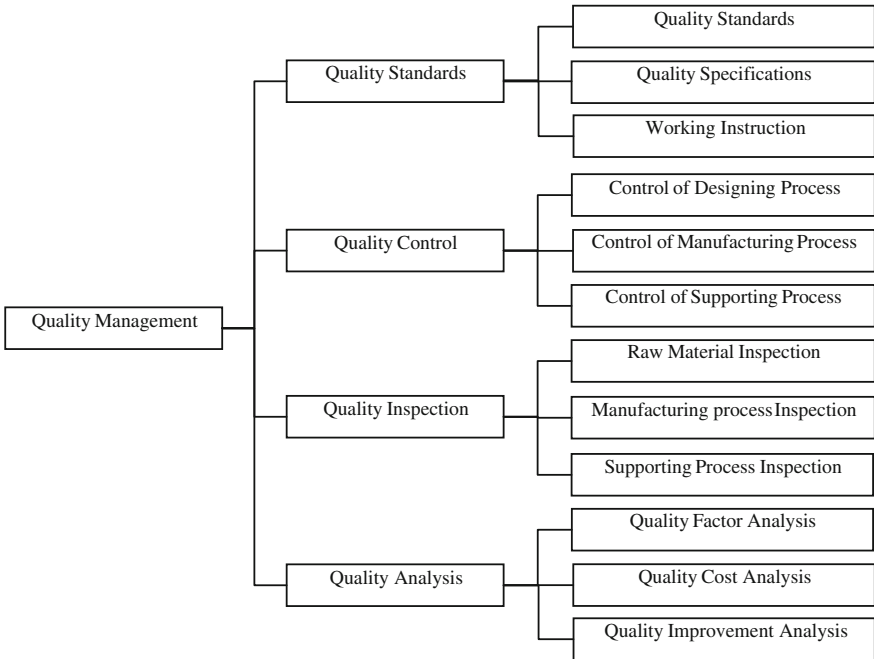 Quality Management
Quality Standards
Quality Standards
Quality Specifications
Working Instruction
Quality Control
Control of Designing Process
Control of Manufacturing Process
Control of Supporting Process
Quality Inspection
Raw Material Inspection
Manufacturing process Inspection
Supporting Process Inspection
Quality Analysis
Quality Factor Analysis
Quality Cost Analysis
Quality Improvement Analysis